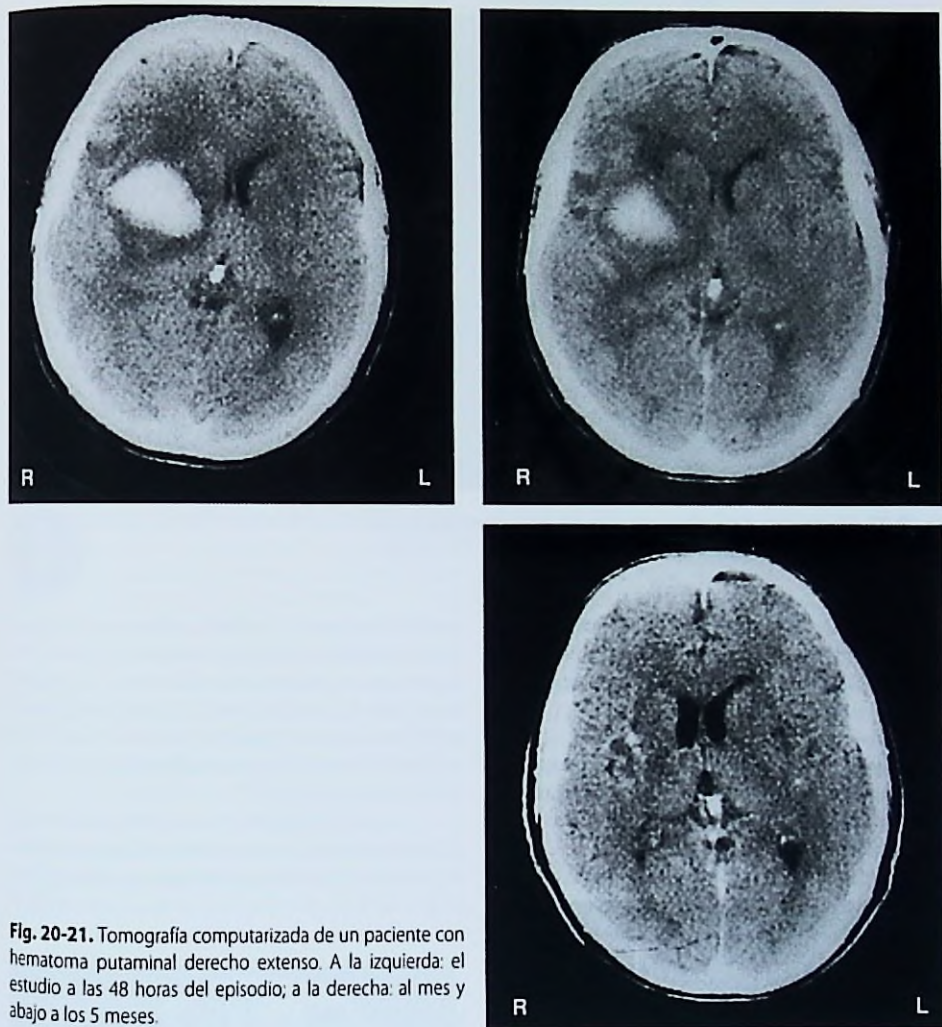 R L
R L
R L
Fig. 20-21. Tomografía computarizada de un paciente con
hematoma putaminal derecho extenso. A la izquierda: el
estudio a las 48 horas del episodio; a la derecha: al mes y
abajo a los 5 meses.